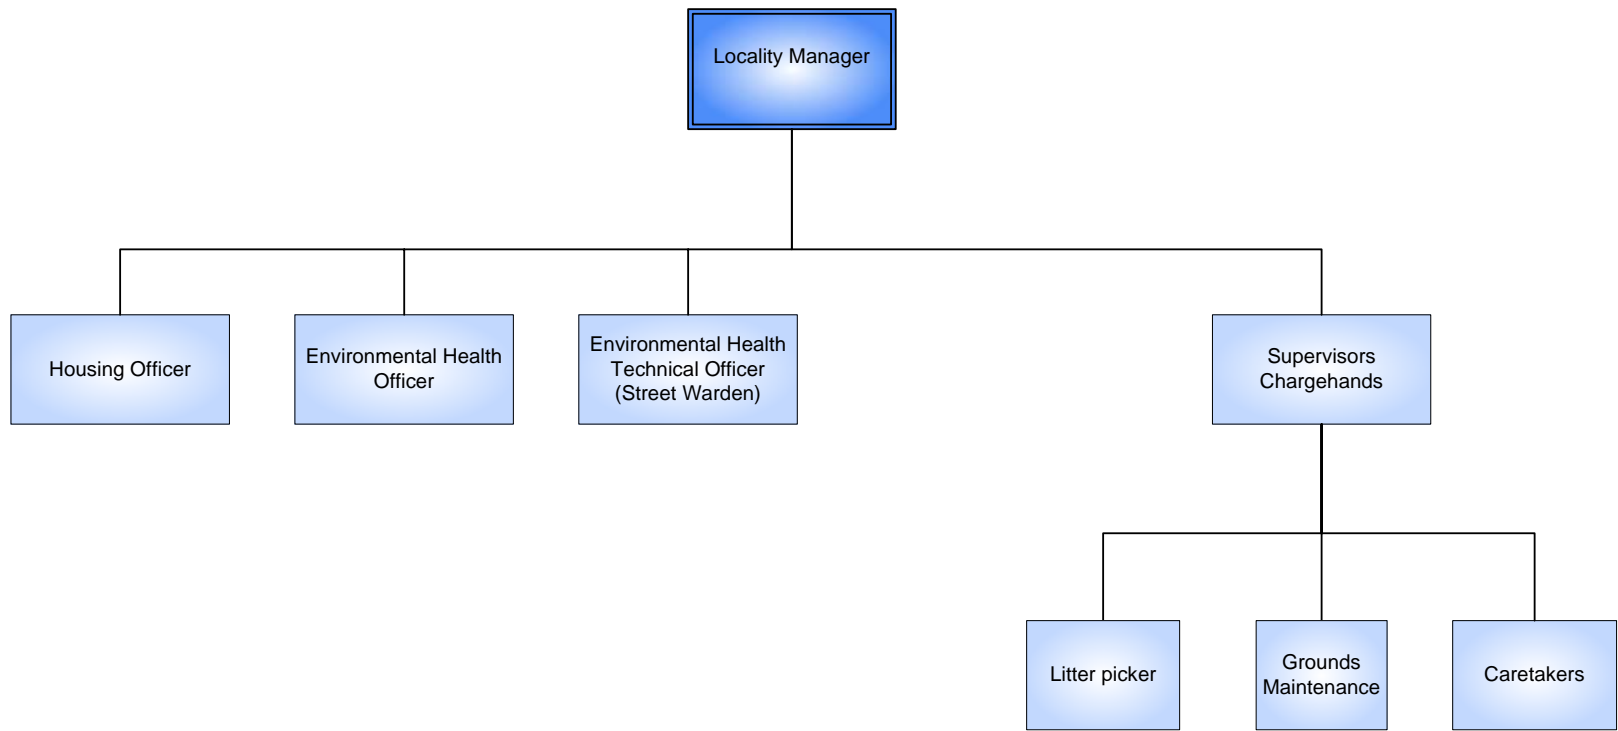 Locality Manager
Housing Officer
Environmental Health
Officer
Environmental Health
Technical Officer
(Street Warden)
Supervisors
Chargehands
Litter picker
Grounds
Maintenance
Caretakers